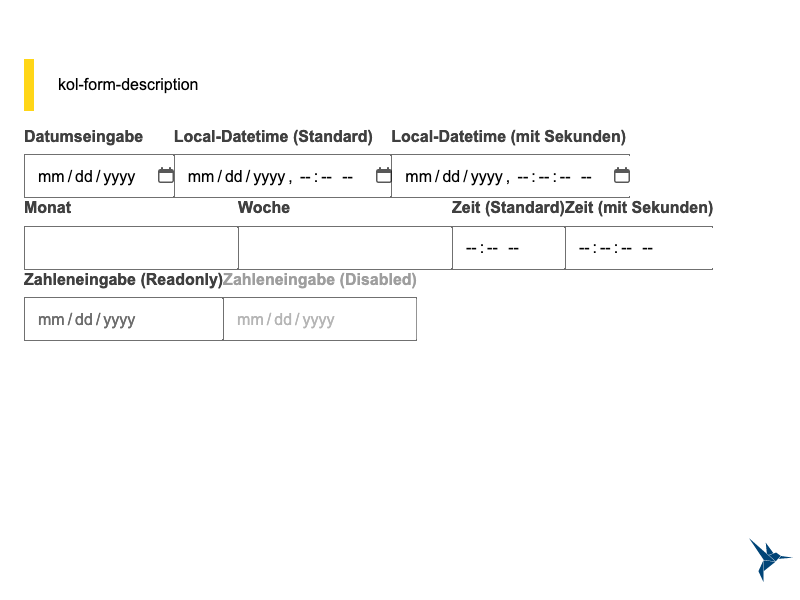 kol-form-description
Datumseingabe Local-Datetime (Standard) Local-Datetime (mit Sekunden)
mm/dd/yyyy mm/dd/yyyy, --:-- -- mm/dd/yyyy, --:--:-- --
Monat Woche Zeit (Standard)Zeit (mit Sekunden)
--:-- -- --:--:-- --
Zahleneingabe (Readonly)Zahleneingabe (Disabled)
mm/dd/yyyy mm/dd/yyyy